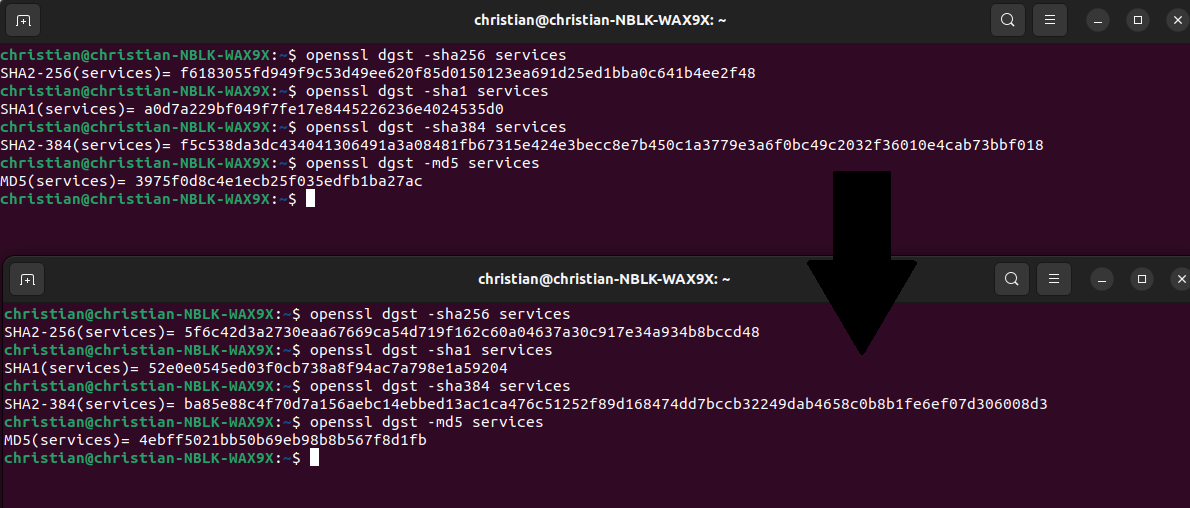 christian@christian-NBLK-WAX9X: ~
christian@christian-NBLK-WAX9X:~$ openssl dgst -sha256 services
SHA2-256(services)= f6183055fd949f9c53d49ee620f85d0150123ea691d25ed1bba0c641b4ee2f48
christian@christian-NBLK-WAX9X:~$ openssl dgst -sha1 services
SHA1(services)= a0d7a229bf049f7fe17e8445226236e4024535d0
christian@christian-NBLK-WAX9X:~$ openssl dgst -sha384 services
SHA2-384(services)= f5c538da3dc434041306491a3a08481fb67315e424e3becc8e7b450c1a3779e3a6f0bc49c2032f36010e4cab73bbf018
christian@christian-NBLK-WAX9X:~$ openssl dgst -md5 services
MD5(services)= 3975f0d8c4e1ecb25f035edfb1ba27ac
christian@christian-NBLK-WAX9X:~$
christian@christian-NBLK-WAX9X: ~
christian@christian-NBLK-WAX9X:~$ openssl dgst -sha256 services
SHA2-256(services)= 5f6c42d3a2730eaa67669ca54d719f162c60a04637a30c917e34a934b8bccd48
christian@christian-NBLK-WAX9X:~$ openssl dgst -sha1 services
SHA1(services)= 52e0e0545ed03f0cb738a8f94ac7a798e1a59204
christian@christian-NBLK-WAX9X:~$ openssl dgst -sha384 services
SHA2-384(services)= ba85e88c4f70d7a156aebc14ebbed13ac1ca476c51252f89d168474dd7bccb32249dab4658c0b8b1fe6ef07d306008d3
christian@christian-NBLK-WAX9X:~$ openssl dgst -md5 services
MD5(services)= 4ebff5021bb50b69eb98b8b567f8d1fb
christian@christian-NBLK-WAX9X:~$